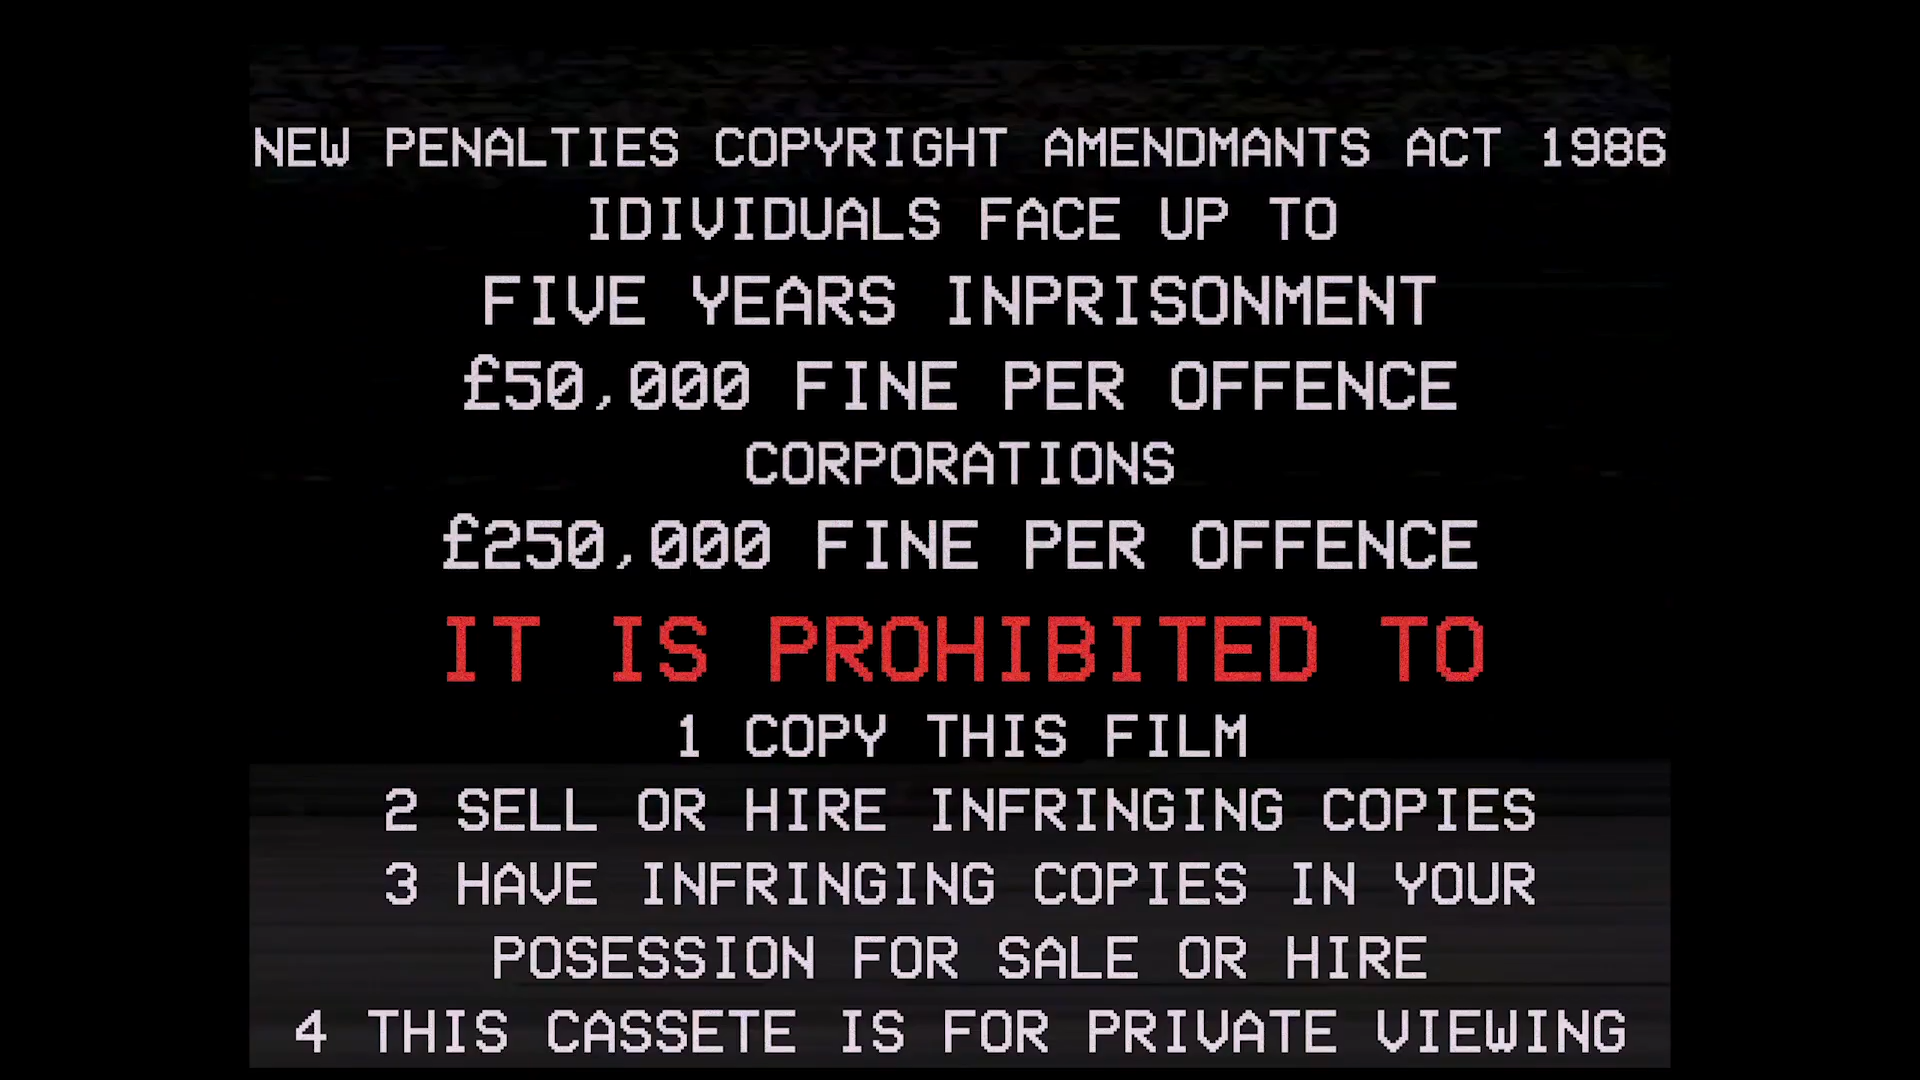 NEW PENALTIES COPYRIGHT AMENDMANTS ACT 1986
IDIVIDUALS FACE UP TO
FIVE YEARS INPRISONMENT
£50,000 FINE PER OFFENCE
CORPORATIONS
£250,000 FINE PER OFFENCE
IT IS PROHIBITED TO
1 COPY THIS FILM
2 SELL OR HIRE INFRINGING COPIES
3 HAVE INFRINGING COPIES IN YOUR
POSESSION FOR SALE OR HIRE
4 THIS CASSETE IS FOR PRIVATE VIEWING